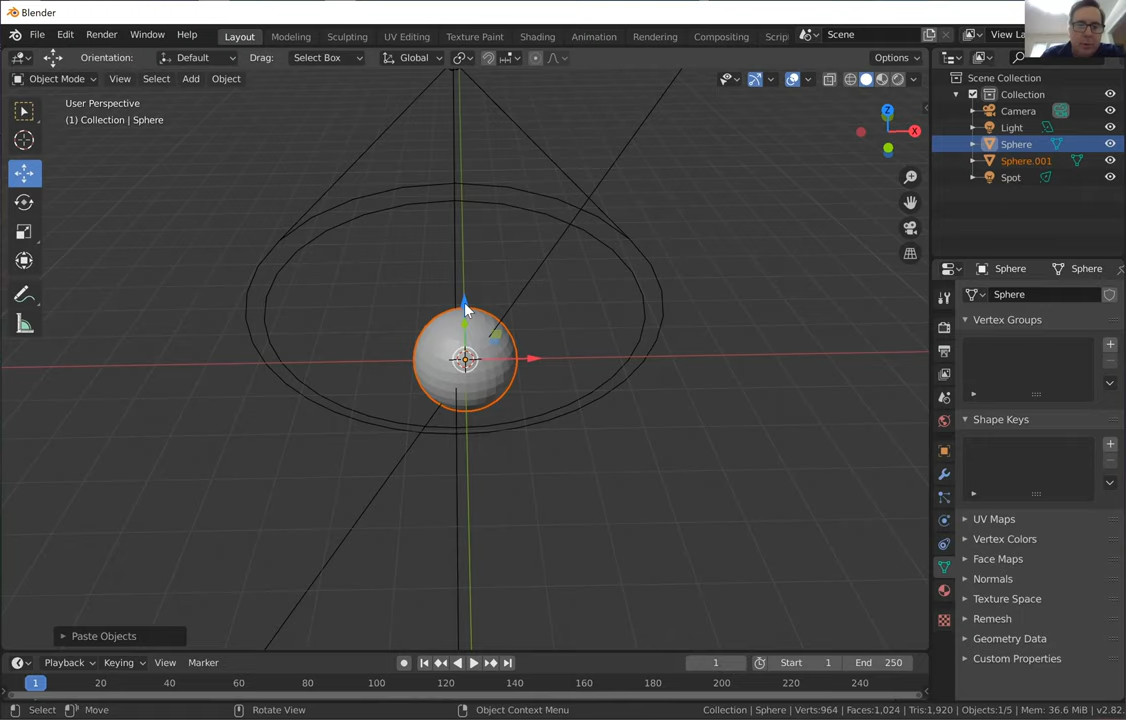 Blender
File Edit Render Window Help Layout Modeling Sculpting UV Editing Texture Paint Shading Animation Rendering Compositing Scrip Scene View La
Orientation: Default Drag: Select Box Global Options
Object Mode View Select Add Object
User Perspective
(1) Collection | Sphere
Z
X
Scene Collection
Collection
Camera
Light
Sphere
Sphere.001
Spot
Sphere Sphere
Sphere
Vertex Groups
Shape Keys
UV Maps
Vertex Colors
Face Maps
Normals
Texture Space
Remesh
Geometry Data
Custom Properties
Paste Objects
Playback Keying View Marker 1 Start 1 End 250
1 20 40 60 80 100 120 140 160 180 200 220 240
Select Move Rotate View Object Context Menu Collection | Sphere | Verts:964 | Faces:1,024 | Tris:1,920 | Objects:1/5 | Mem: 36.6 MiB | v2.82